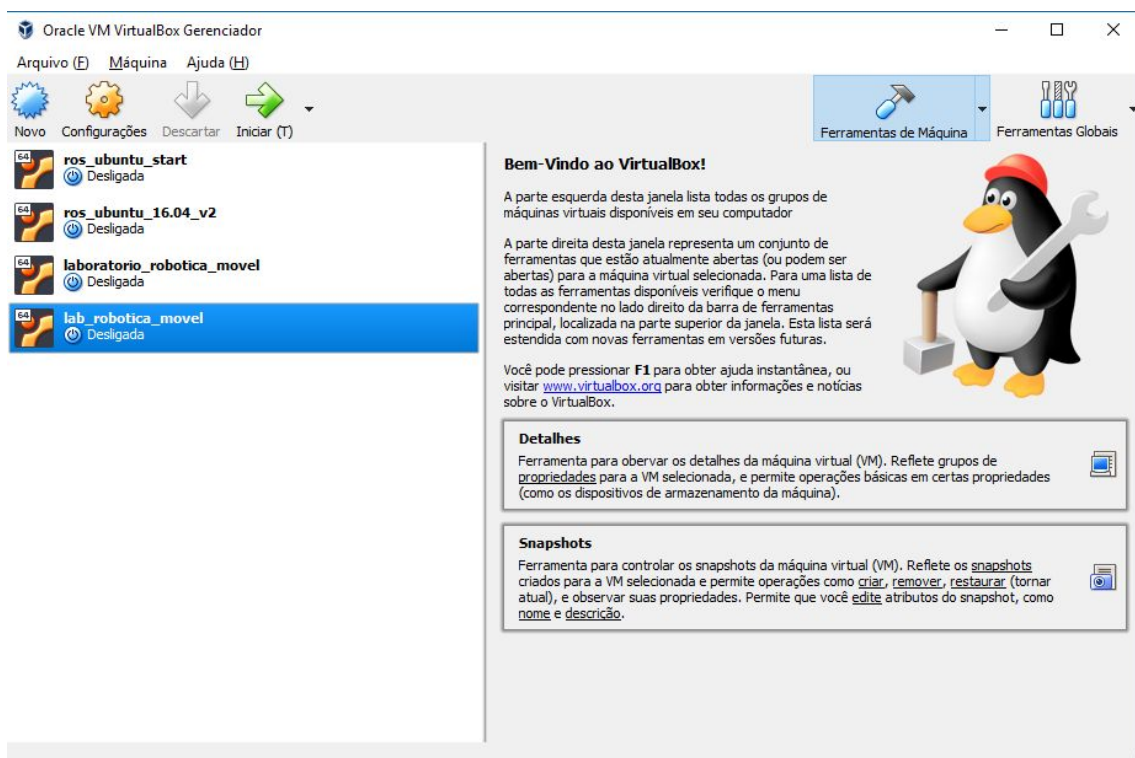 Oracle VM VirtualBox Gerenciador
Arquivo (F) Máquina Ajuda (H)
Novo Configurações Descartar Iniciar (T) Ferramentas de Máquina Ferramentas Globais
64 ros_ubuntu_start
Desligada
64 ros_ubuntu_16.04_v2
Desligada
64 laboratorio_robotica_movel
Desligada
64 lab_robotica_movel
Desligada
Bem-Vindo ao VirtualBox!
A parte esquerda desta janela lista todas os grupos de
máquinas virtuais disponíveis em seu computador
A parte direita desta janela representa um conjunto de
ferramentas que estão atualmente abertas (ou podem ser
abertas) para a máquina virtual selecionada. Para uma lista de
todas as ferramentas disponíveis verifique o menu
correspondente no lado direito da barra de ferramentas
principal, localizada na parte superior da janela. Esta lista será
estendida com novas ferramentas em versões futuras.
Você pode pressionar F1 para obter ajuda instantânea, ou
visitar www.virtualbox.org para obter informações e notícias
sobre o VirtualBox.
Detalhes
Ferramenta para obervar os detalhes da máquina virtual (VM). Reflete grupos de
propriedades para a VM selecionada, e permite operações básicas em certas propriedades
(como os dispositivos de armazenamento da máquina).
Snapshots
Ferramenta para controlar os snapshots da máquina virtual (VM). Reflete os snapshots
criados para a VM selecionada e permite operações como criar, remover, restaurar (tornar
atual), e observar suas propriedades. Permite que você edite atributos do snapshot, como
nome e descrição.